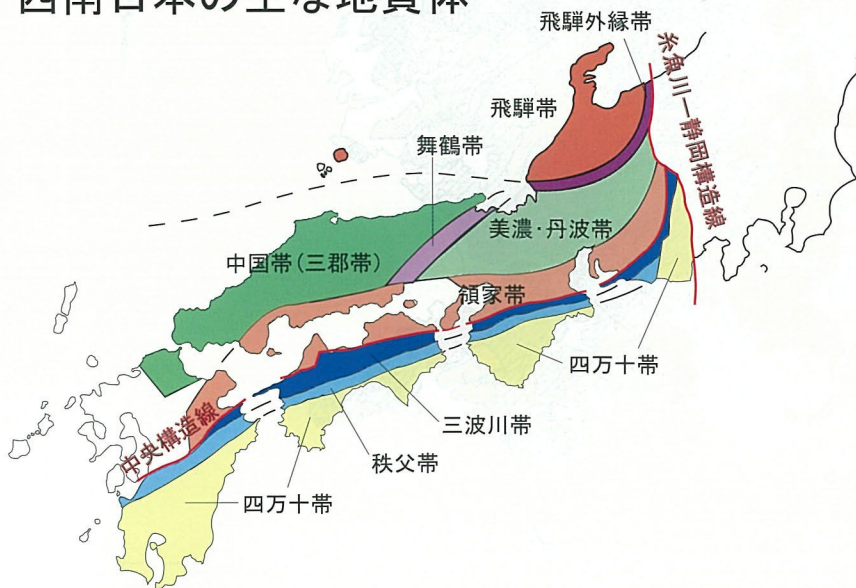 西南日本の主な地質体
飛騨外縁帯
糸魚川ー静岡構造線
飛騨帯
舞鶴帯
美濃・丹波帯
中国帯(三郡帯)
領家帯
四万十帯
三波川帯
中央構造線
秩父帯
四万十帯